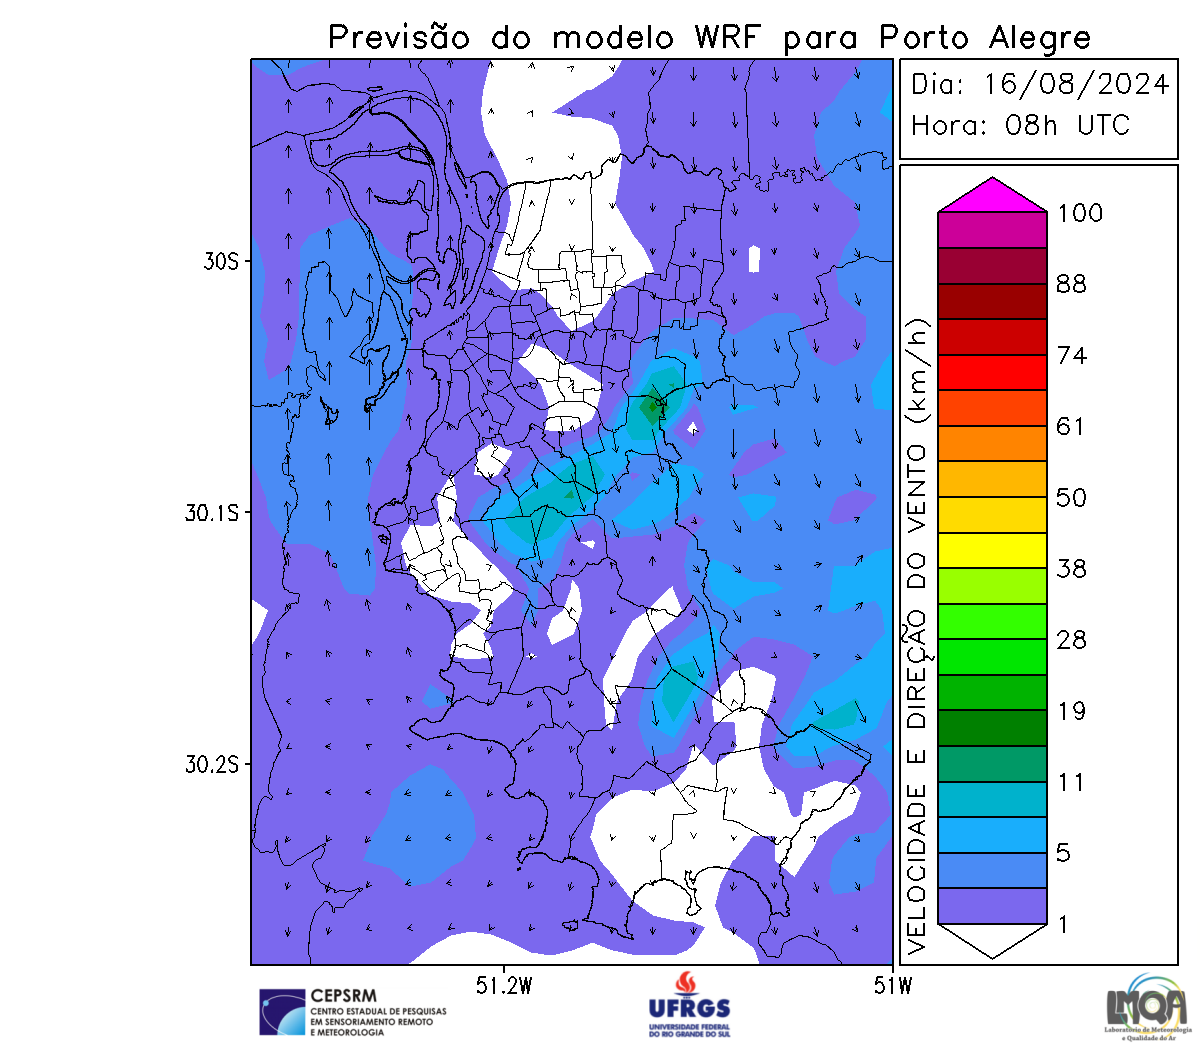 Previsão do modelo WRF para Porto Alegre
Dia: 16/08/2024
Hora: 08h UTC
30S
30.1S
30.2S
51.2W
51W
VELOCIDADE E DIREÇÃO DO VENTO (km/h)
100
88
74
61
50
38
28
19
11
5
1
CEPSRM
CENTRO ESTADUAL DE PESQUISAS
EM SENSORIAMENTO REMOTO
E METEOROLOGIA
UFRGS
UNIVERSIDADE FEDERAL
DO RIO GRANDE DO SUL
LMQA
Laboratório de Meteorologia
e Qualidade do Ar